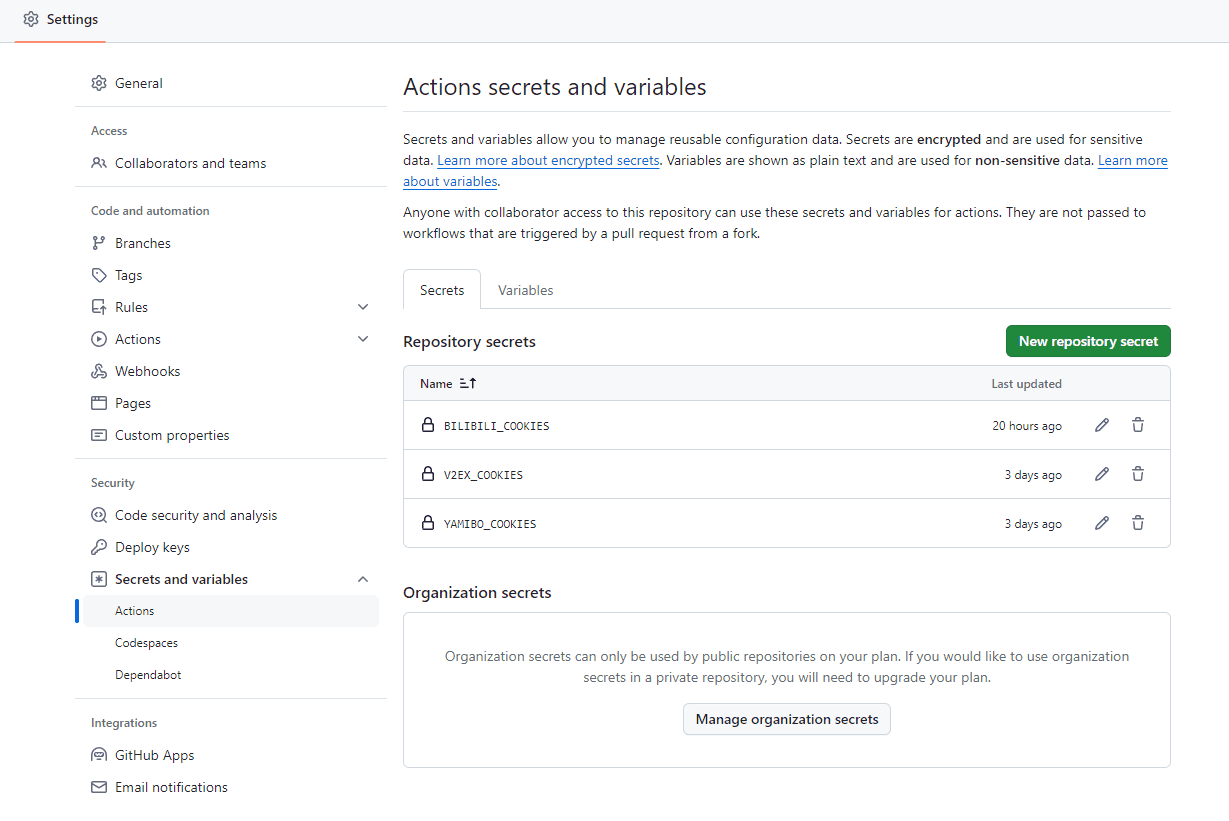 Settings
General
Access
Collaborators and teams
Code and automation
Branches
Tags
Rules
Actions
Webhooks
Pages
Custom properties
Security
Code security and analysis
Deploy keys
Secrets and variables
Actions
Codespaces
Dependabot
Integrations
GitHub Apps
Email notifications
Actions secrets and variables
Secrets and variables allow you to manage reusable configuration data. Secrets are encrypted and are used for sensitive
data. Learn more about encrypted secrets. Variables are shown as plain text and are used for non-sensitive data. Learn more
about variables.
Anyone with collaborator access to this repository can use these secrets and variables for actions. They are not passed to
workflows that are triggered by a pull request from a fork.
Secrets Variables
Repository secrets New repository secret
Name Last updated
BILIBILI_COOKIES 20 hours ago
V2EX_COOKIES 3 days ago
YAMIBO_COOKIES 3 days ago
Organization secrets
Organization secrets can only be used by public repositories on your plan. If you would like to use organization
secrets in a private repository, you will need to upgrade your plan.
Manage organization secrets